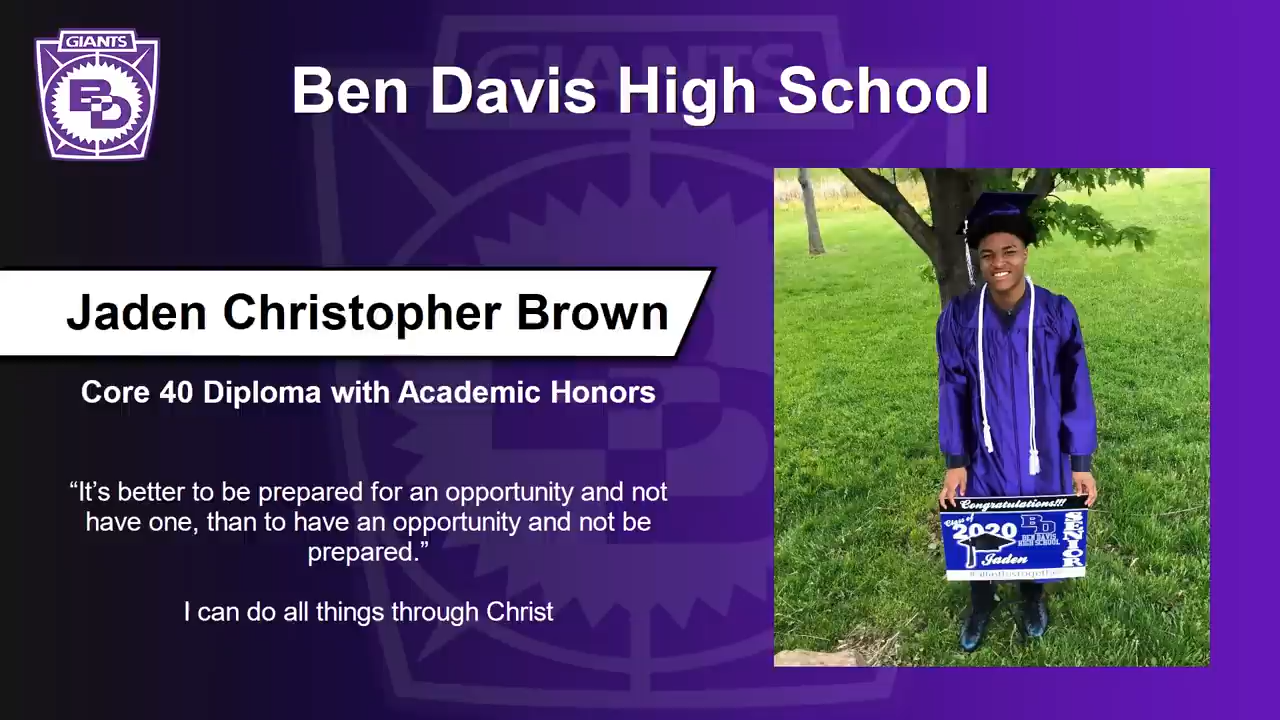 GIANTS
BD
Ben Davis High School
Jaden Christopher Brown
Core 40 Diploma with Academic Honors
“It’s better to be prepared for an opportunity and not
have one, than to have an opportunity and not be
prepared.”
I can do all things through Christ
Congratulations!!!
Class of
2020
BD
BEN DAVIS
HIGH SCHOOL
Jaden
SENIOR